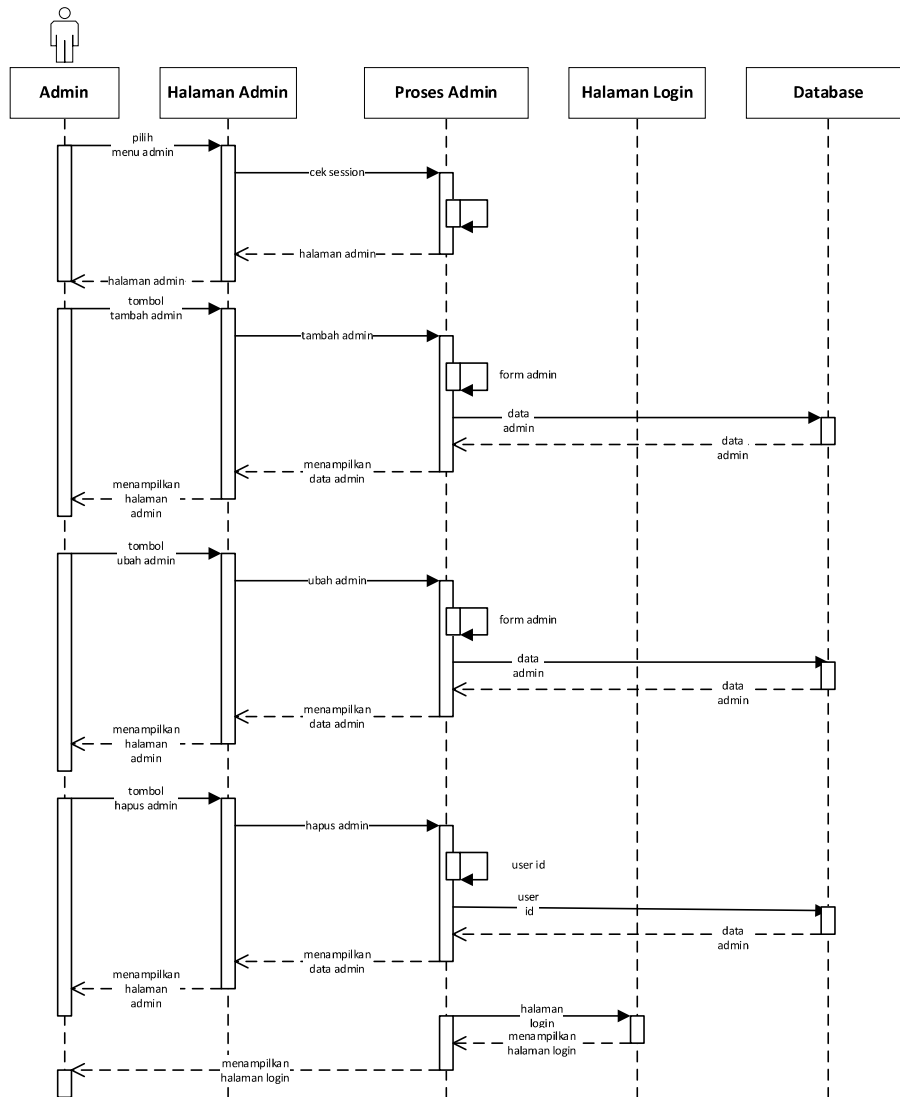 Admin
Halaman Admin
Proses Admin
Halaman Login
Database
pilih
menu admin
cek session
halaman admin
halaman admin
tombol
tambah admin
tambah admin
form admin
data
admin
data
admin
menampilkan
data admin
menampilkan
halaman
admin
tombol
ubah admin
ubah admin
form admin
data
admin
data
admin
menampilkan
data admin
menampilkan
halaman
admin
tombol
hapus admin
hapus admin
user id
user
id
data
admin
menampilkan
data admin
menampilkan
halaman
admin
halaman
login
menampilkan
halaman login
menampilkan
halaman login